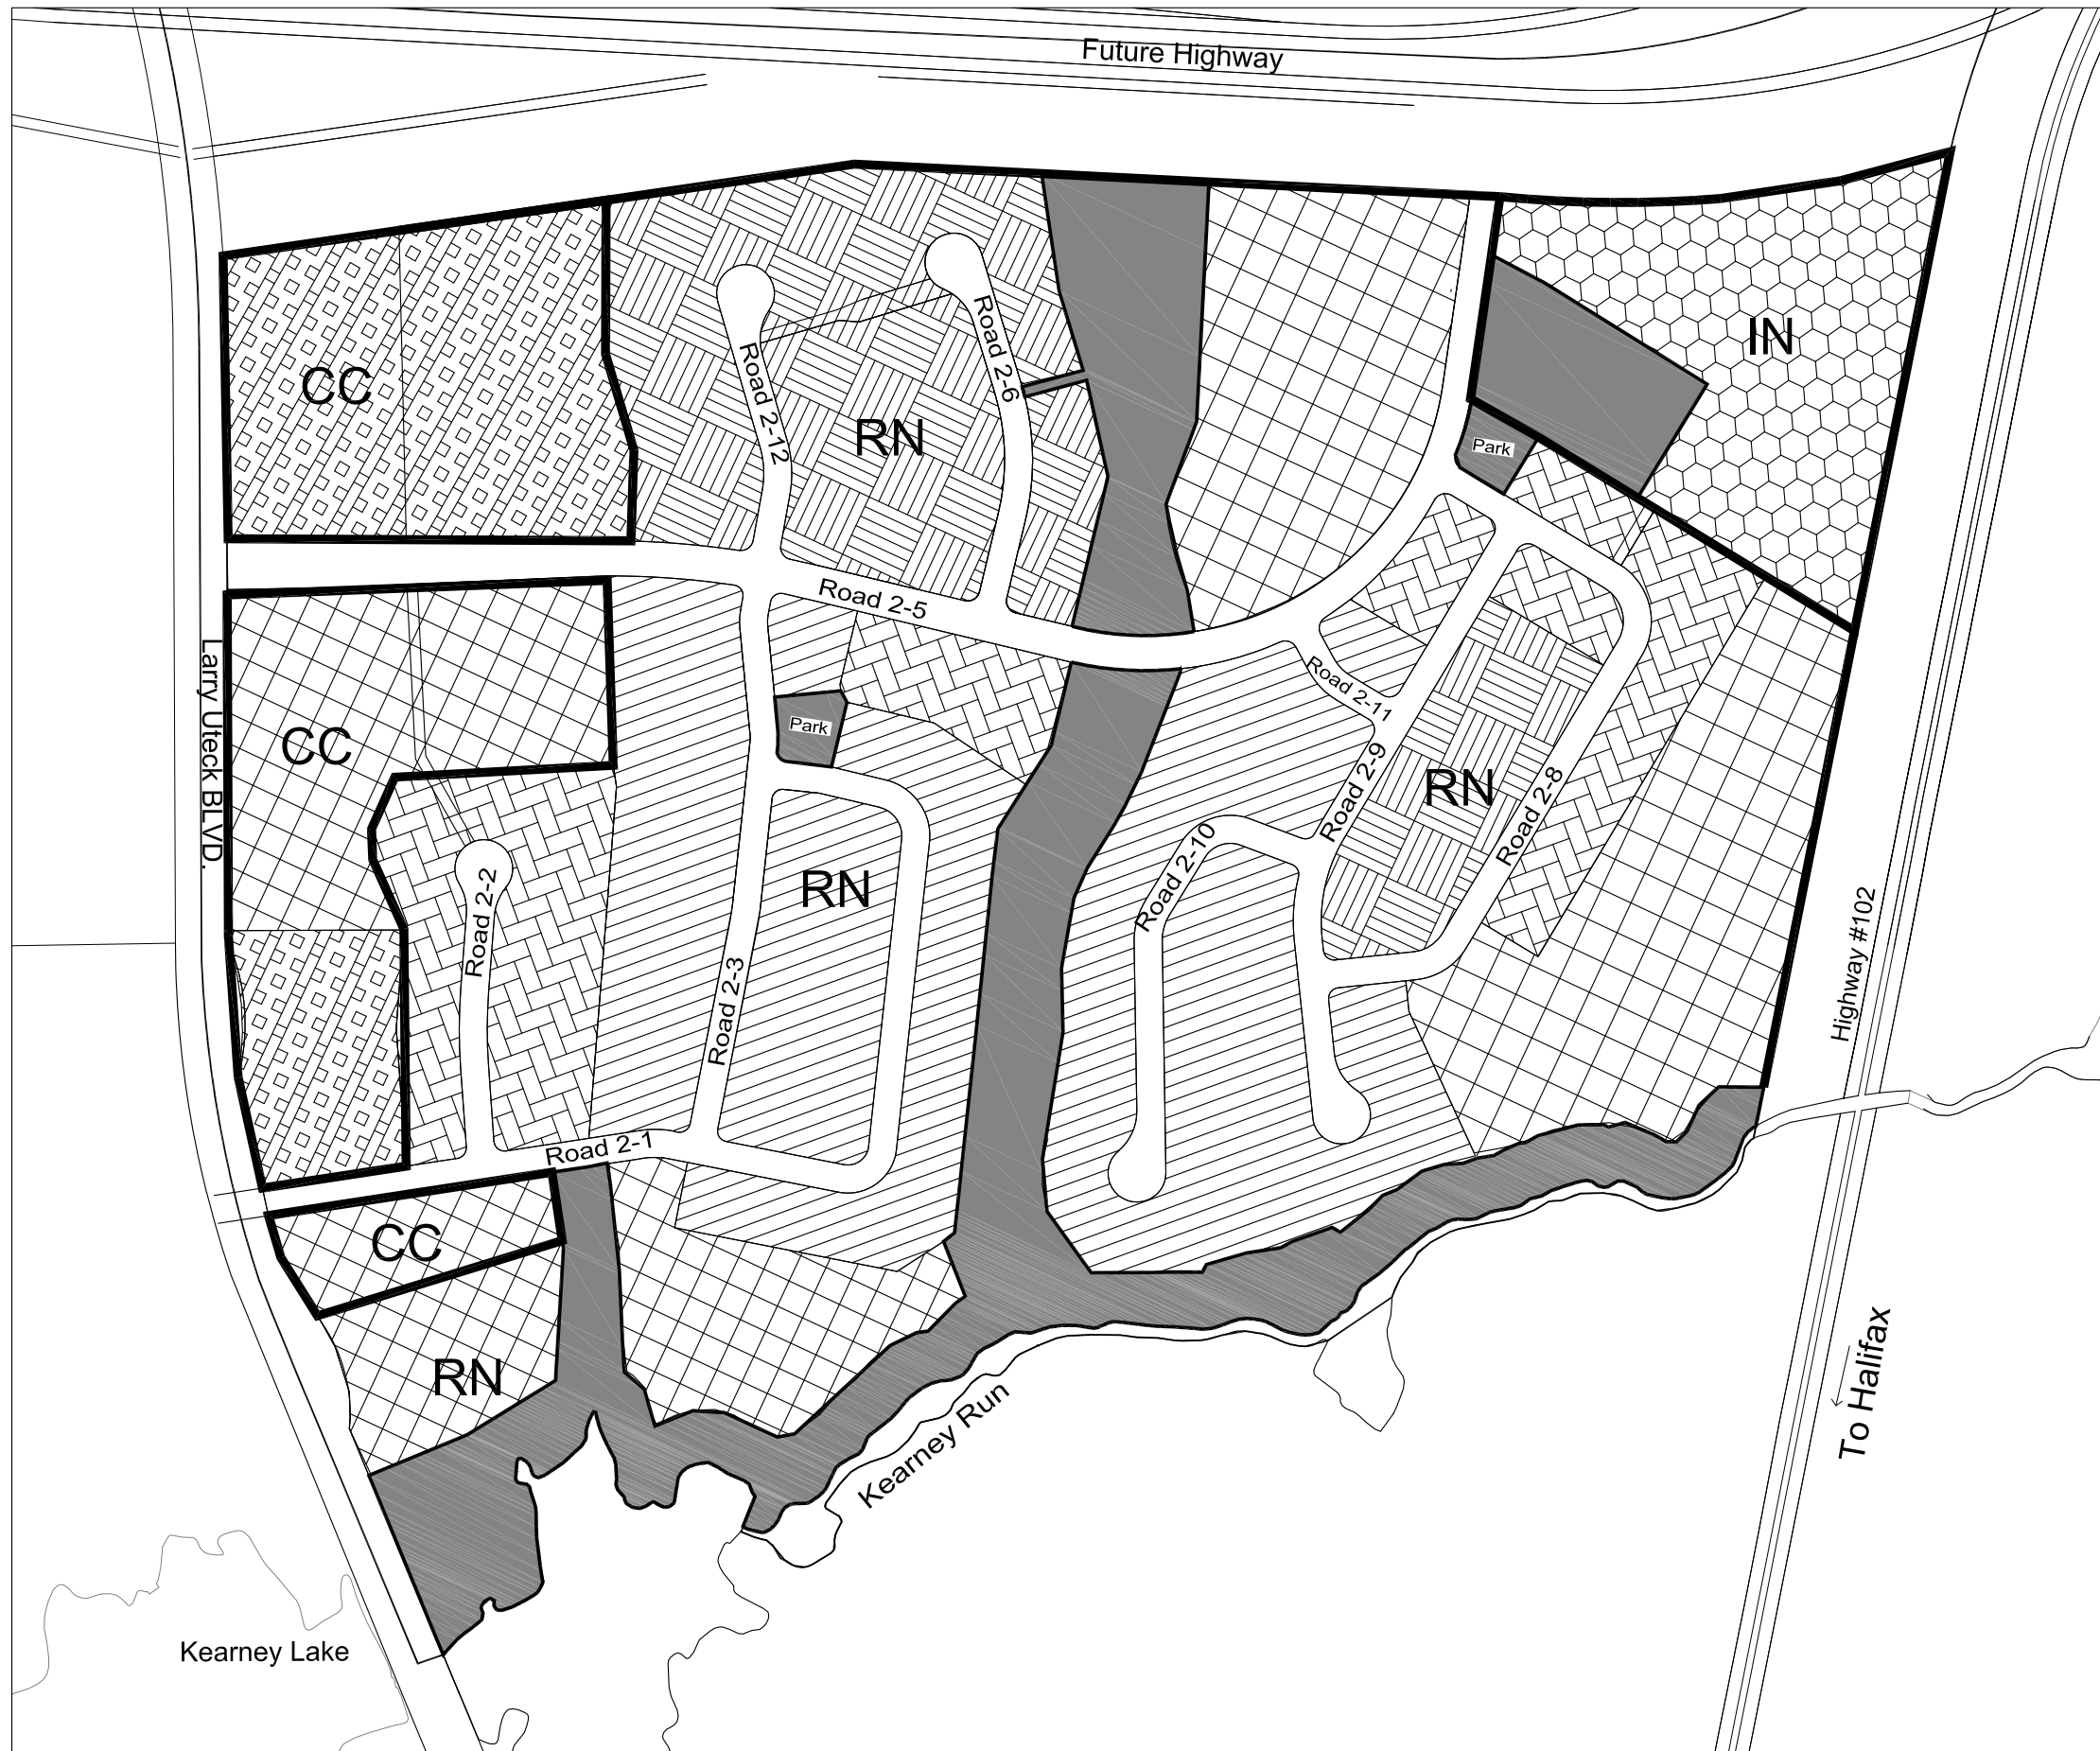 Future Highway
IN
CC
Road 2-12
Road 2-6
RN
Park
Road 2-5
Larry Uteck BLVD.
CC
Park
Road 2-11
Road 2-9
RN
Road 2-8
Road 2-10
RN
Road 2-2
Road 2-3
Highway #102
Road 2-1
CC
RN
To Halifax
Kearney Run
Kearney Lake